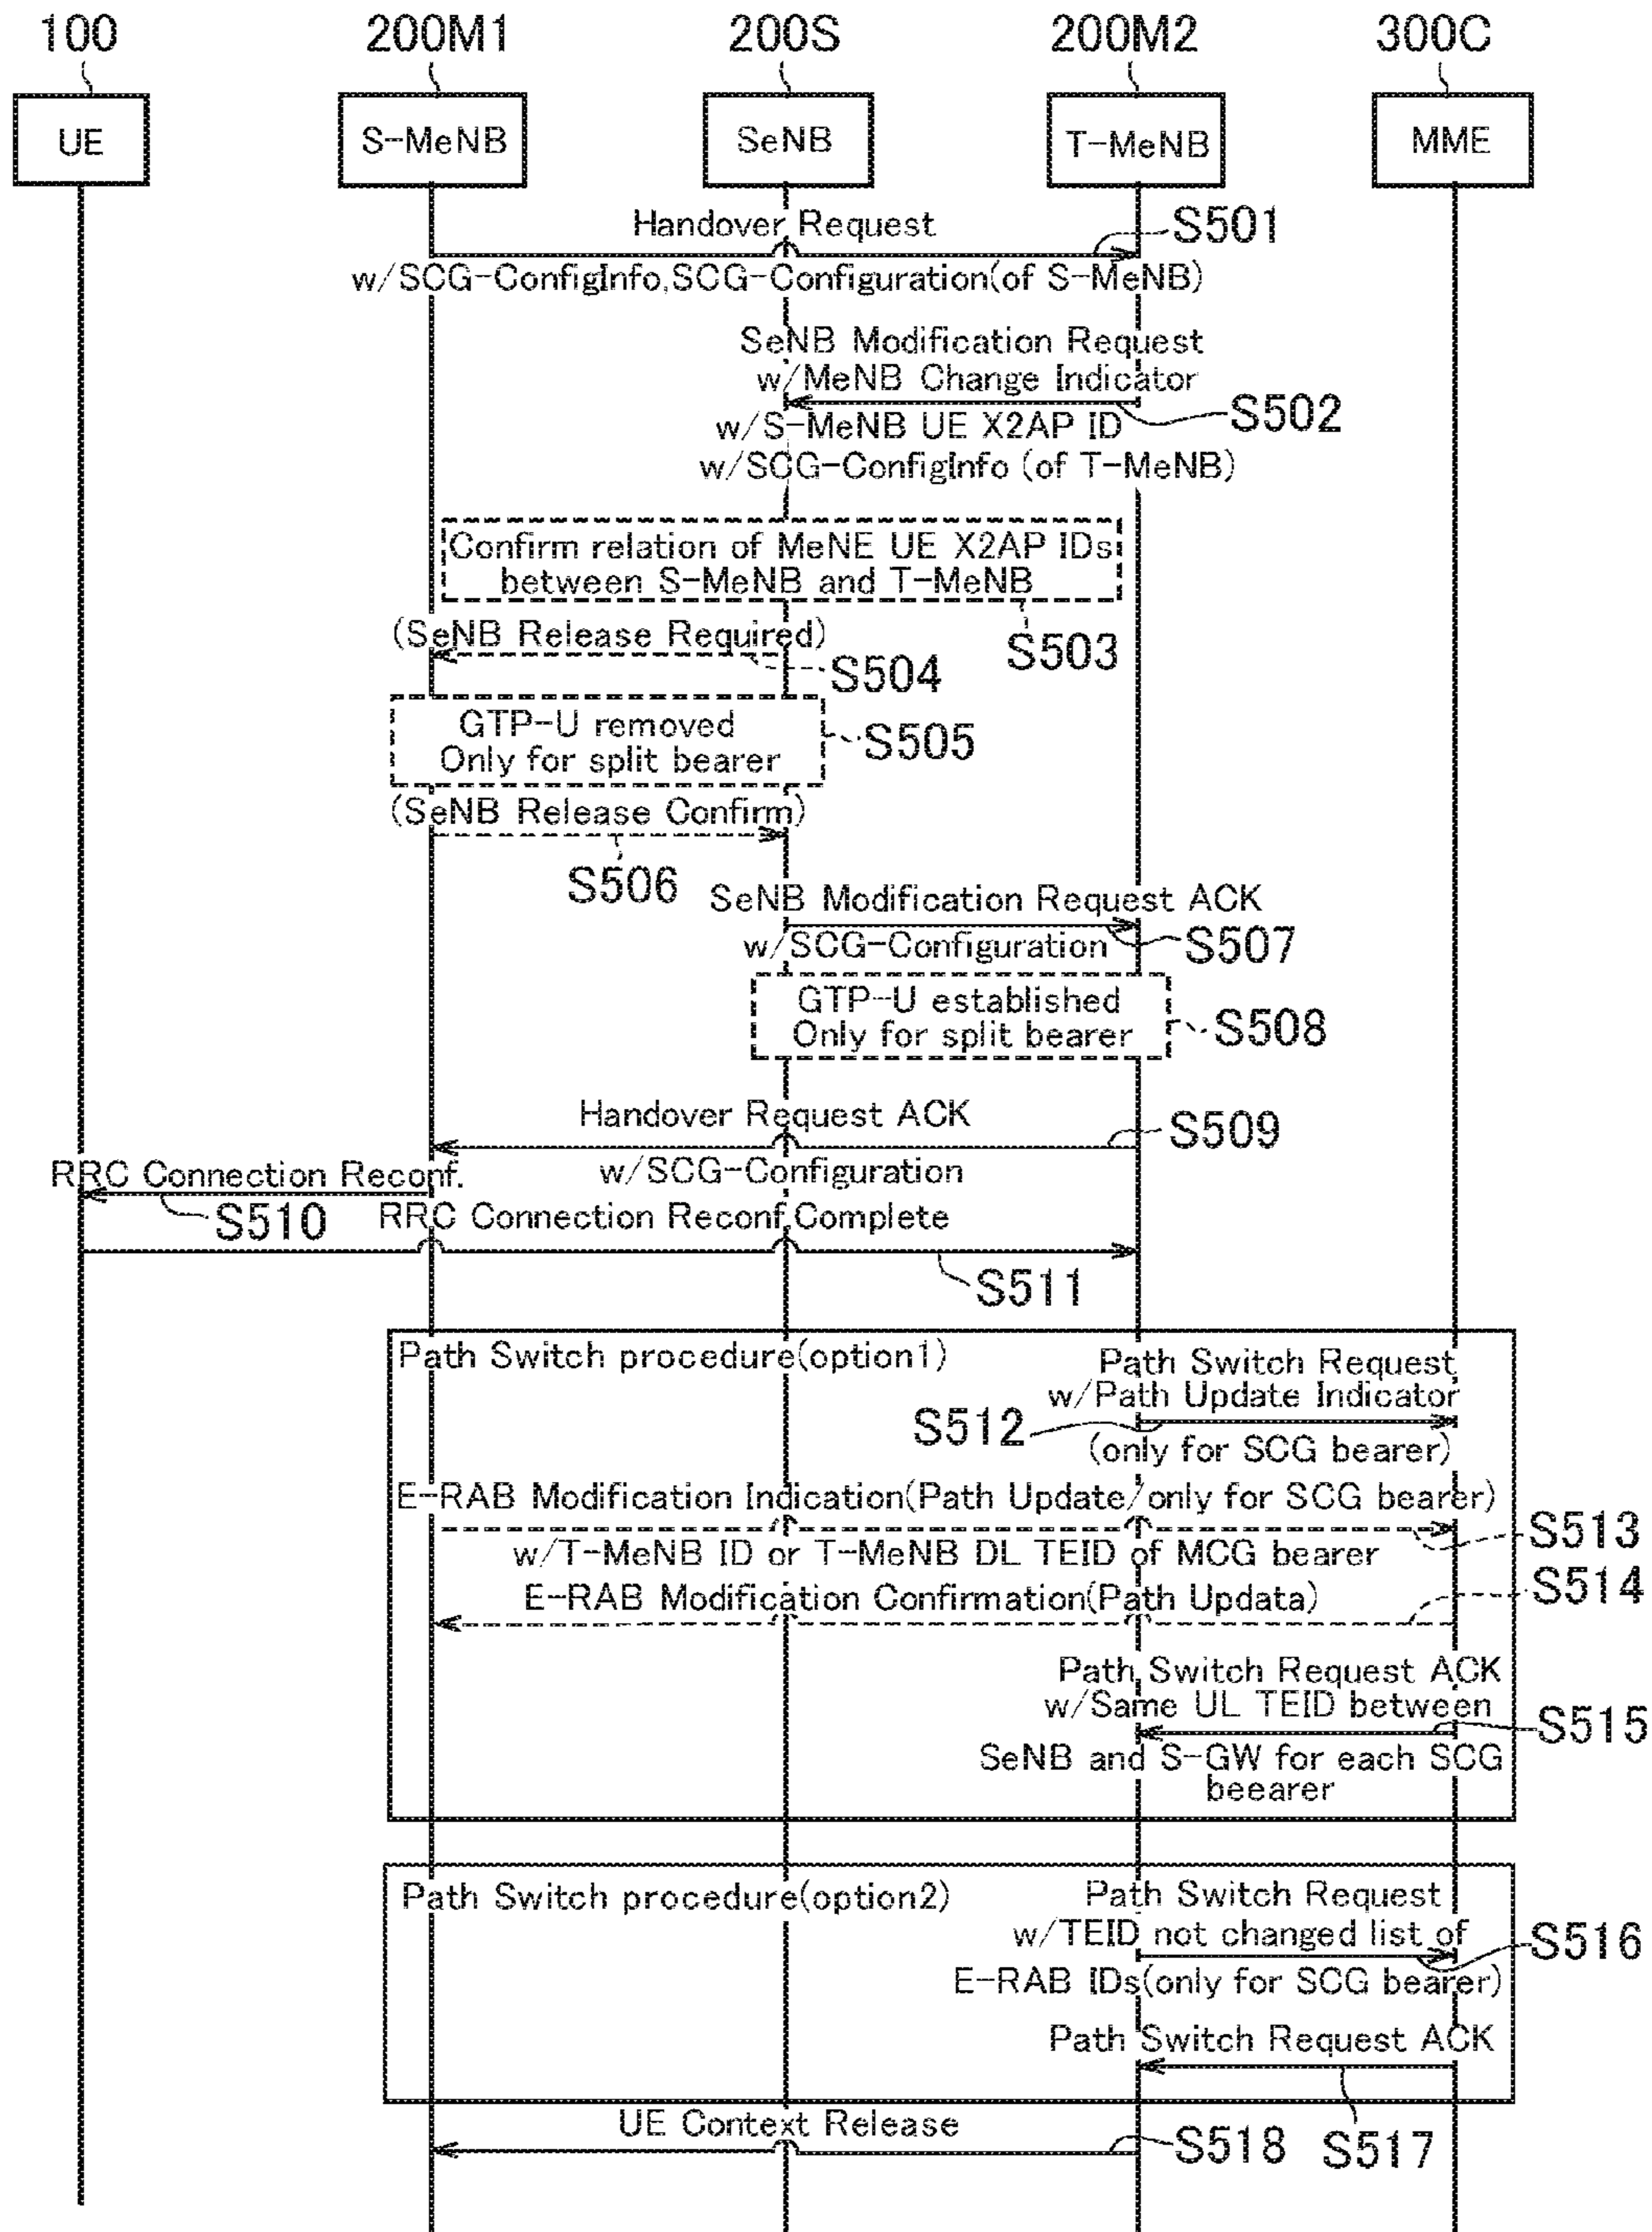 100 200M1 200S 200M2 300C
UE S-MeNB SeNB T-MeNB MME
Handover Request
S501
w/SCG-ConfigInfo,SCG-Configuration(of S-MeNB)
SeNB Modification Request
w/MeNB Change Indicator
S502
w/S-MeNB UE X2AP ID
w/SCG-ConfigInfo (of T-MeNB)
Confirm relation of MeNE UE X2AP IDs
between S-MeNB and T-MeNB
S503
(SeNB Release Required)
S504
GTP-U removed
Only for split bearer
S505
(SeNB Release Confirm)
S506
SeNB Modification Request ACK
w/SCG-Configuration
S507
GTP-U established
Only for split bearer
S508
Handover Request ACK
S509
w/SCG-Configuration
RRC Connection Reconf.
S510
RRC Connection Reconf.Complete
S511
Path Switch procedure(option1)
Path Switch Request
w/Path Update Indicator
S512
(only for SCG bearer)
E-RAB Modification Indication(Path Update/only for SCG bearer)
S513
w/T-MeNB ID or T-MeNB DL TEID of MCG bearer
E-RAB Modification Confirmation(Path Updata)
S514
Path Switch Request ACK
w/Same UL TEID between
S515
SeNB and S-GW for each SCG
beearer
Path Switch procedure(option2)
Path Switch Request
w/TEID not changed list of
S516
E-RAB IDs(only for SCG bearer)
Path Switch Request ACK
S517
UE Context Release
S518